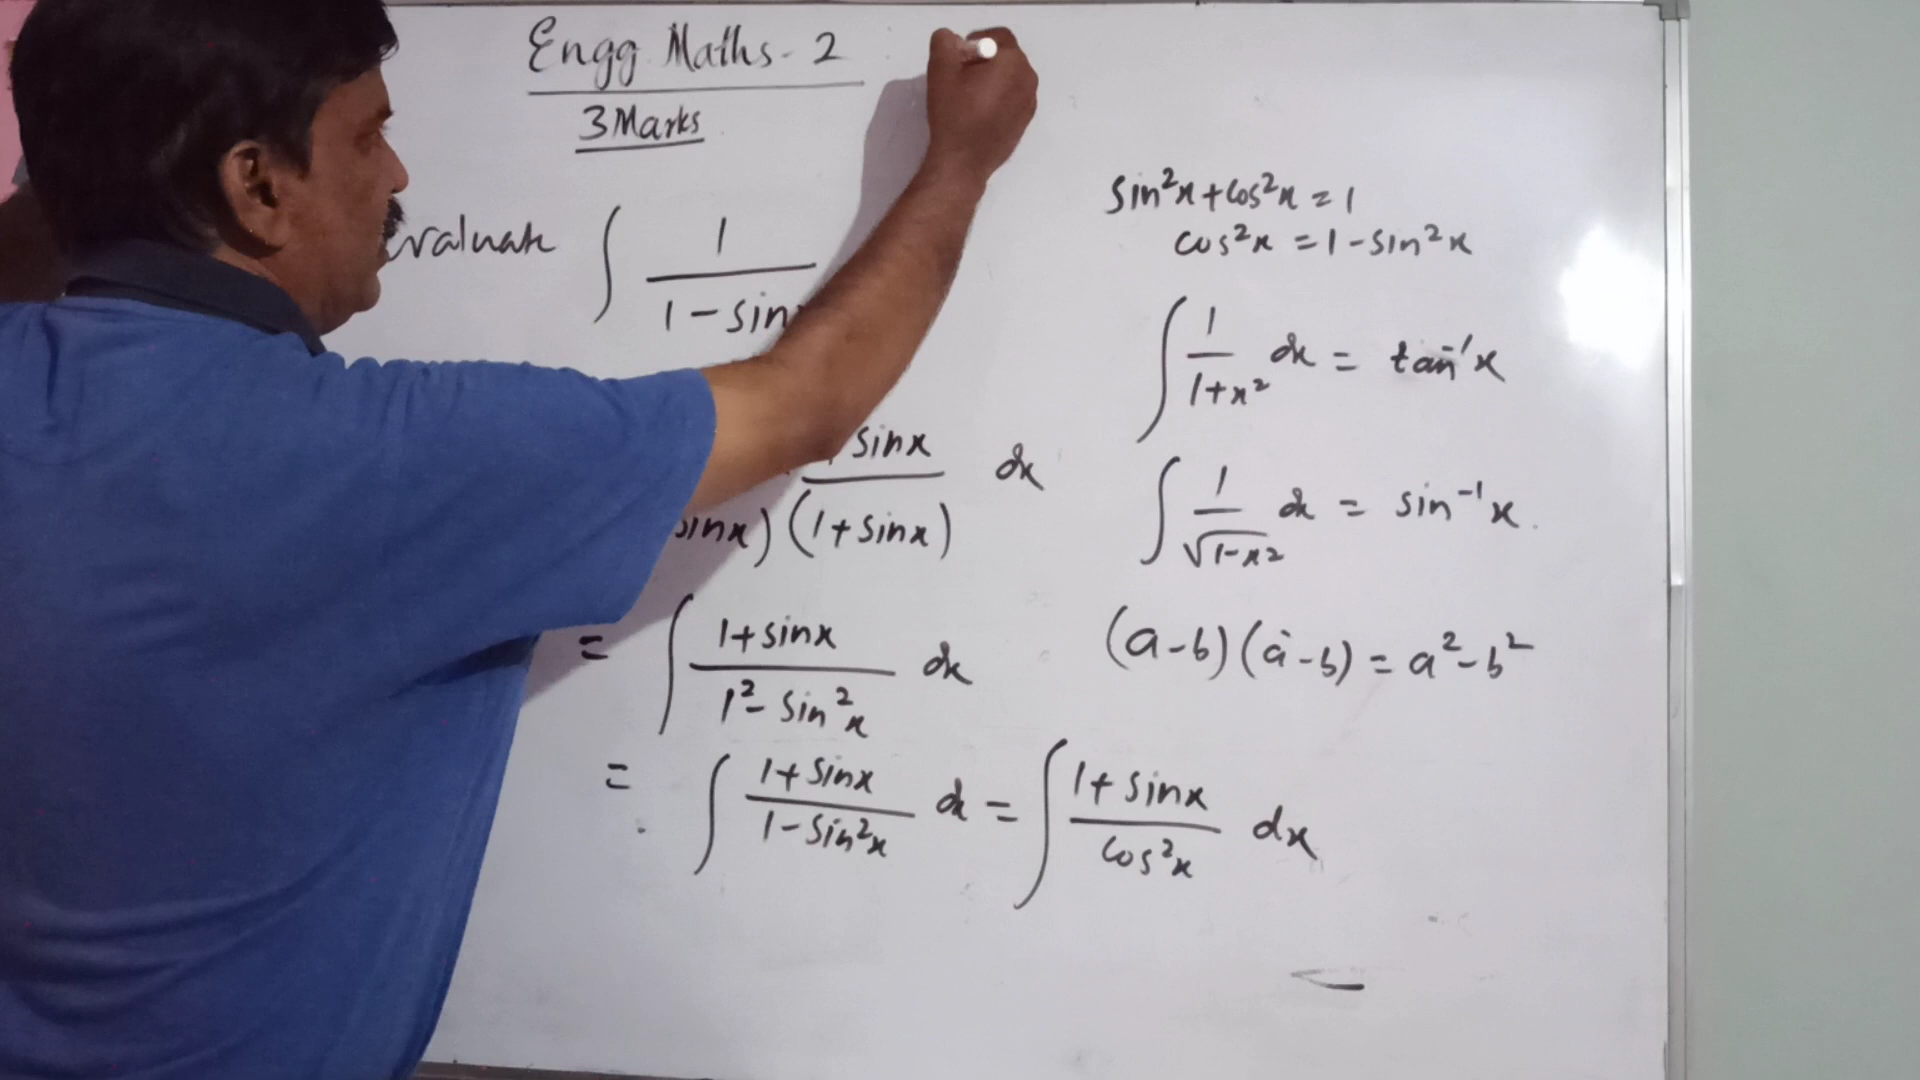 Engg. Maths - 2
3 Marks
Evaluate ∫ 1 / 1 - sinx
sinx / sinx) (1 + sinx) dx
= ∫ 1 + sinx / 1² - sin²x dx
= ∫ 1 + sinx / 1 - sin²x dx = ∫ 1 + sinx / cos²x dx
sin²x + cos²x = 1
cos²x = 1 - sin²x
∫ 1 / 1 + x² dx = tan⁻¹x
∫ 1 / √1 - x² dx = sin⁻¹x.
(a - b) (a - b) = a² - b²